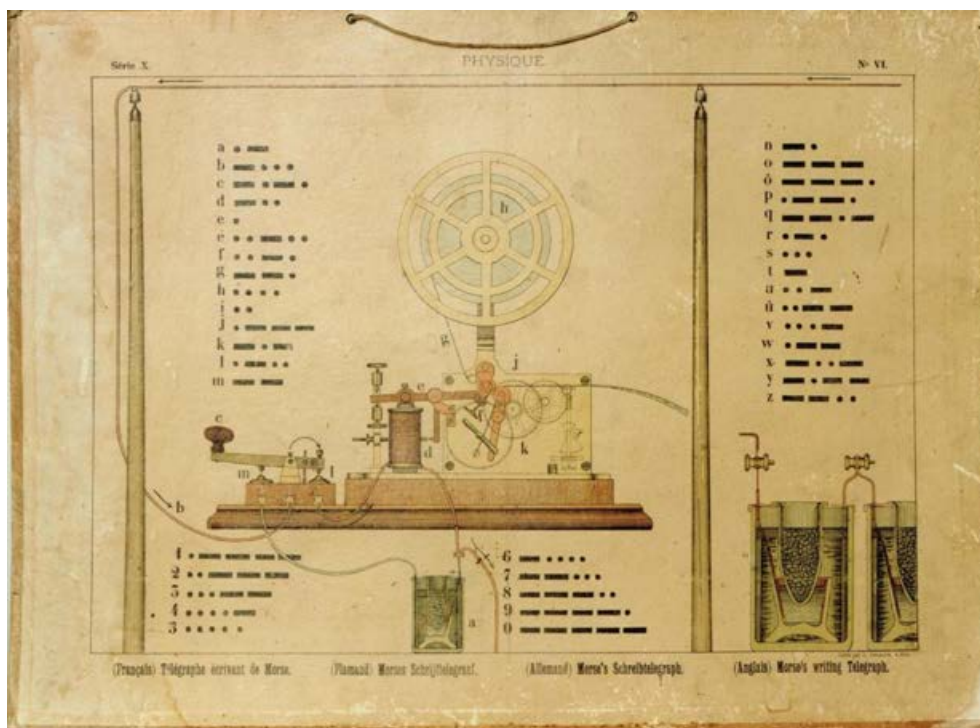 PHYSIQUE
Série X.
N° VI.
a • —
b — • • •
c — • — •
d — • •
e •
é • • — • •
f • • — •
g — — •
h • • • •
i • •
j • — — —
k — • —
l • — • •
m — —
n — •
o — — —
ö — — — •
p • — — •
q — — • —
r • — •
s • • •
t —
u • • —
ü • • — —
v • • • —
w • — —
x — • • —
y — • — —
z — — • •
h
g
j
e
d
k
c
m
l
b
a
1 • — — — —
2 • • — — —
3 • • • — —
4 • • • • —
5 • • • • •
6 — • • • •
7 — — • • •
8 — — — • •
9 — — — — •
0 — — — — —
(Français) Télégraphe écrivant de Morse.
(Flamand) Morses Schrijftelegraaf.
(Allemand) Morse's Schreibtelegraph.
(Anglais) Morse's writing Telegraph.